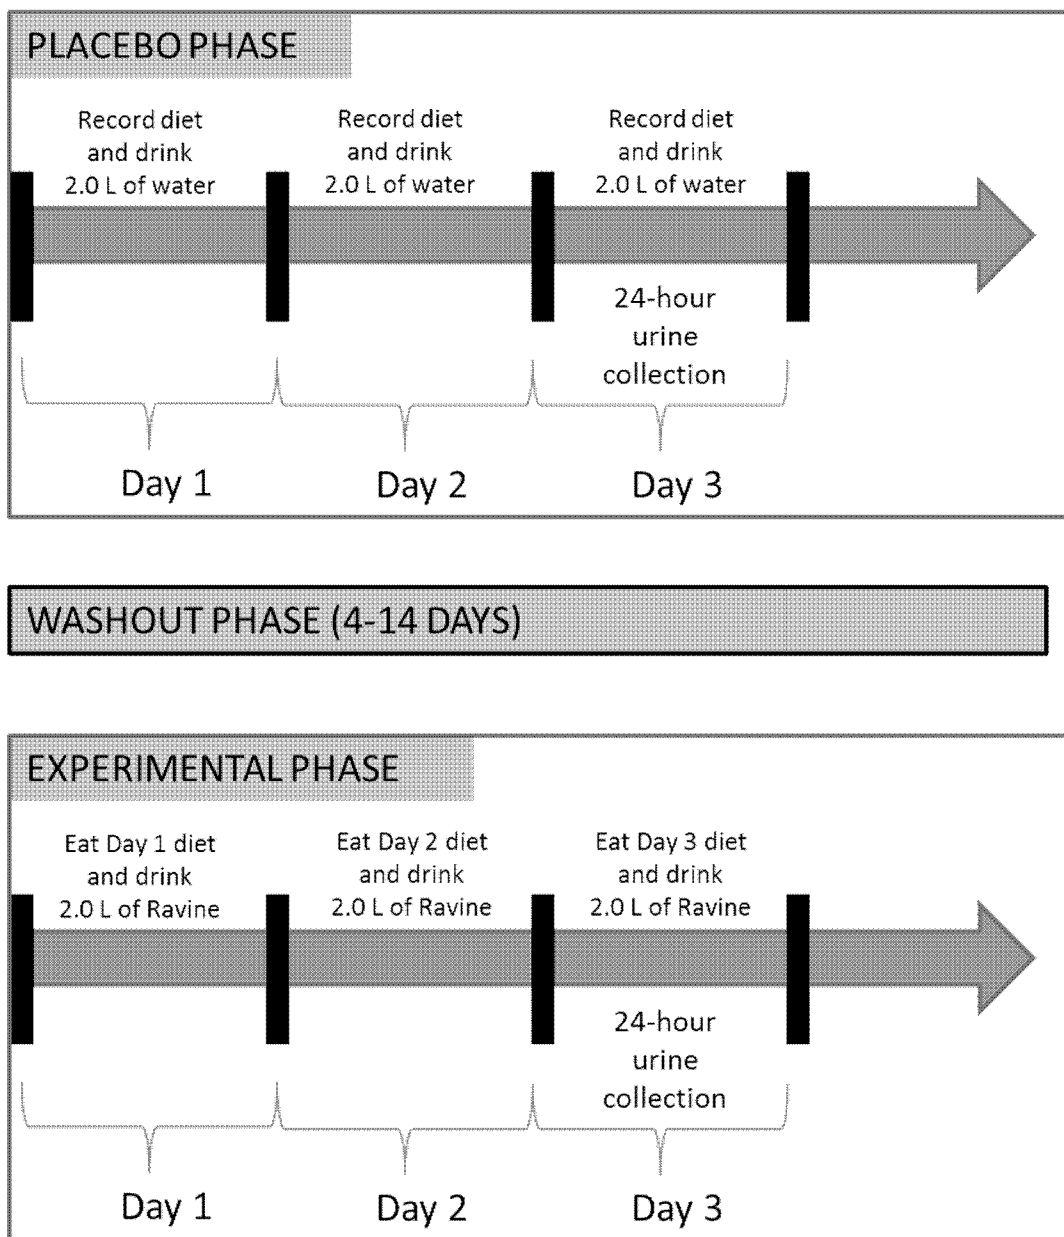 PLACEBO PHASE
Record diet
and drink
2.0 L of water
Record diet
and drink
2.0 L of water
Record diet
and drink
2.0 L of water
24-hour
urine
collection
Day 1
Day 2
Day 3
WASHOUT PHASE (4-14 DAYS)
EXPERIMENTAL PHASE
Eat Day 1 diet
and drink
2.0 L of Ravine
Eat Day 2 diet
and drink
2.0 L of Ravine
Eat Day 3 diet
and drink
2.0 L of Ravine
24-hour
urine
collection
Day 1
Day 2
Day 3